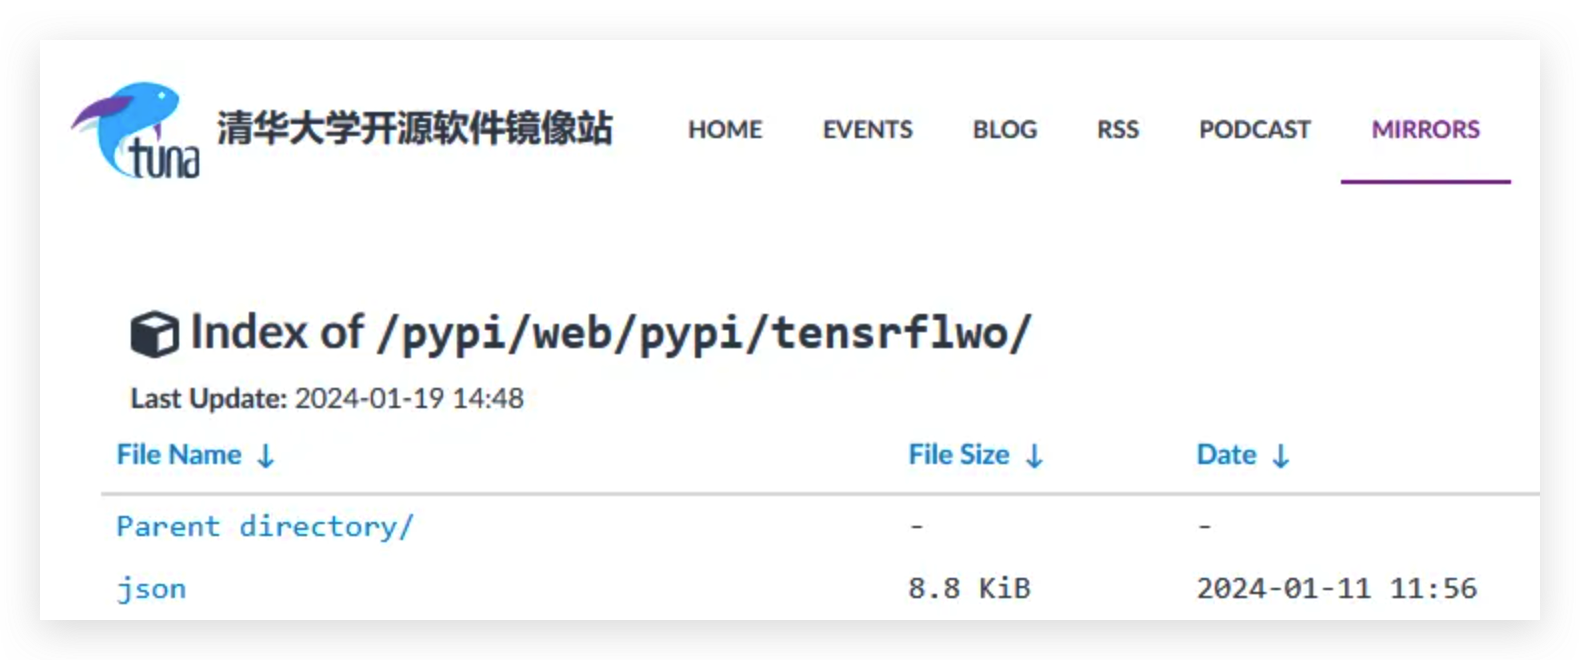 tuna 清华大学开源软件镜像站 HOME EVENTS BLOG RSS PODCAST MIRRORS
Index of /pypi/web/pypi/tensrflwo/
Last Update: 2024-01-19 14:48
File Name ↓ File Size ↓ Date ↓
Parent directory/ - -
json 8.8 KiB 2024-01-11 11:56